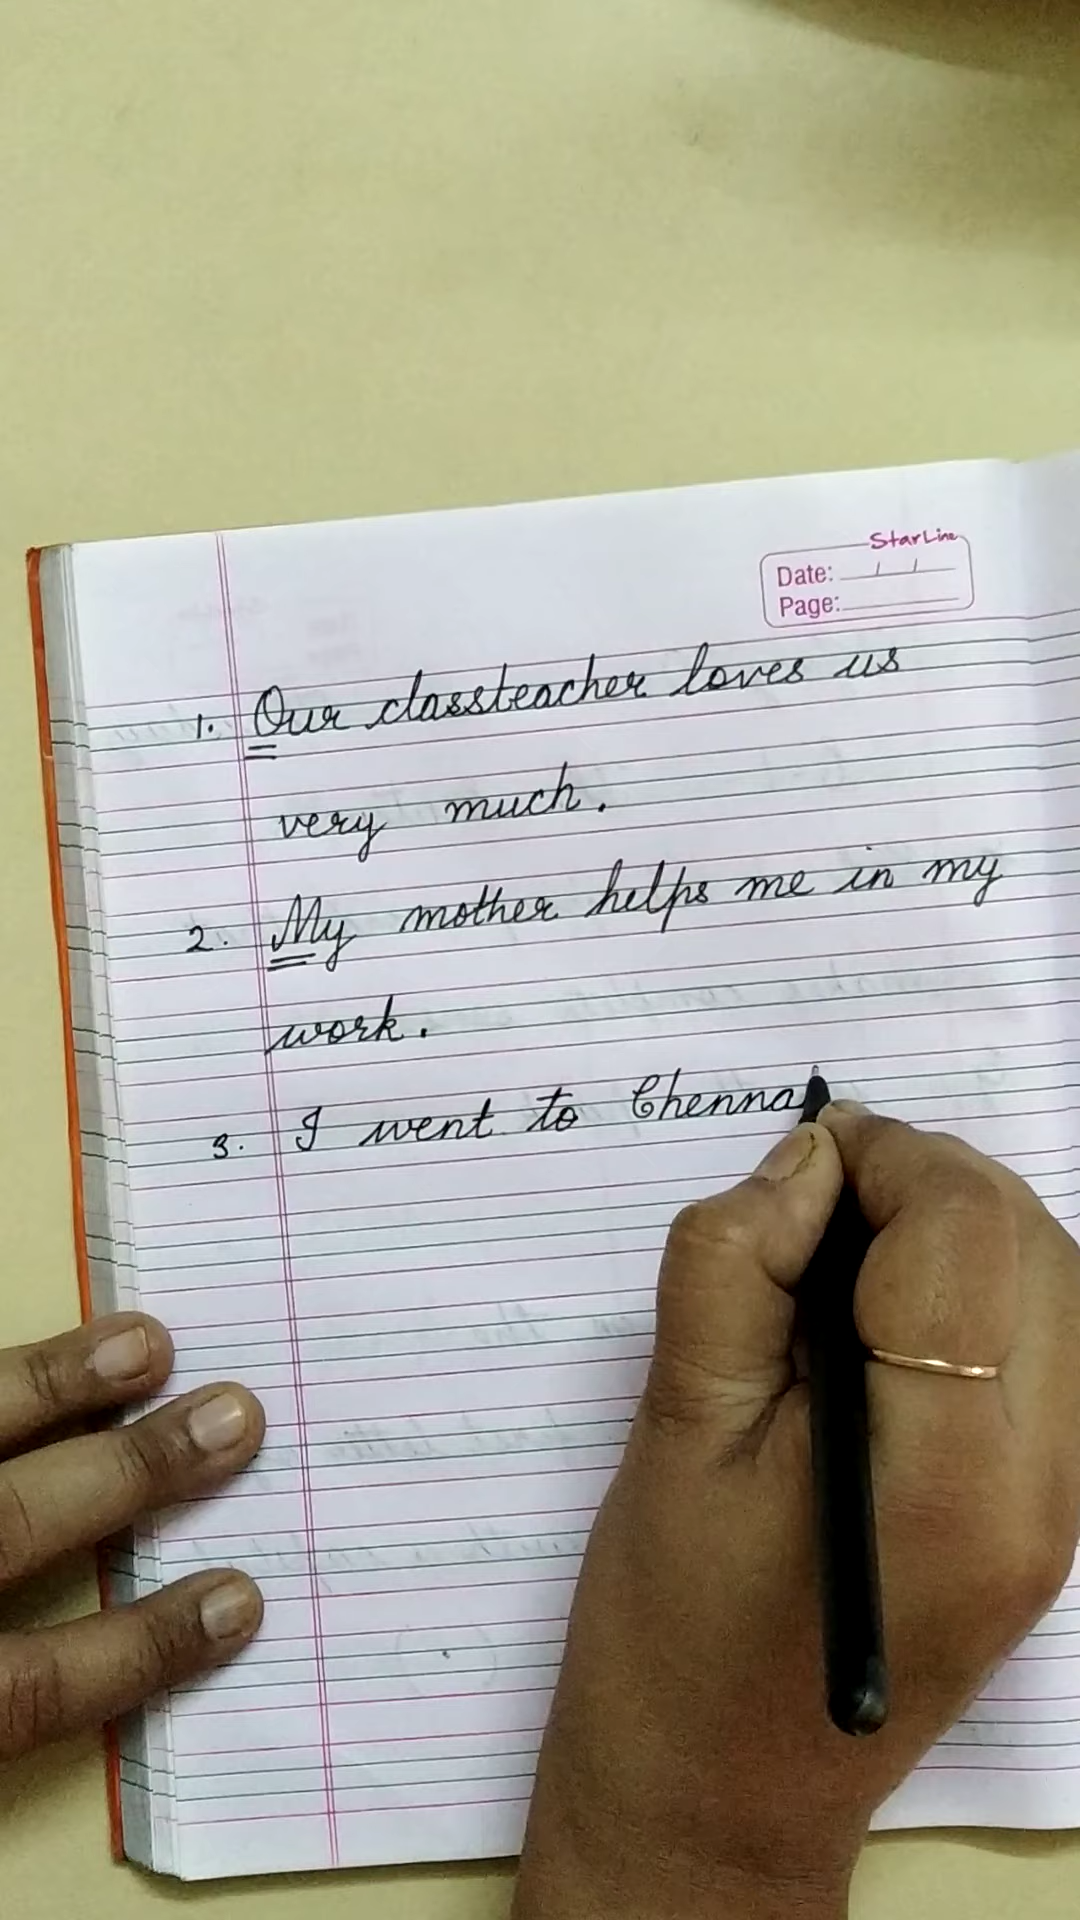 StarLine
Date:
Page:
1. Our classteacher loves us
very much.
2. My mother helps me in my
work.
3. I went to Chenna